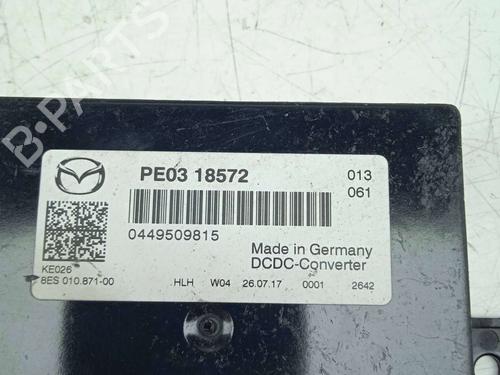 B-PARTS
PE03 18572
013
061
0449509815
Made in Germany
DCDC-Converter
KE026
8ES 010.871-00
HLH W04 26.07.17 0001 2642